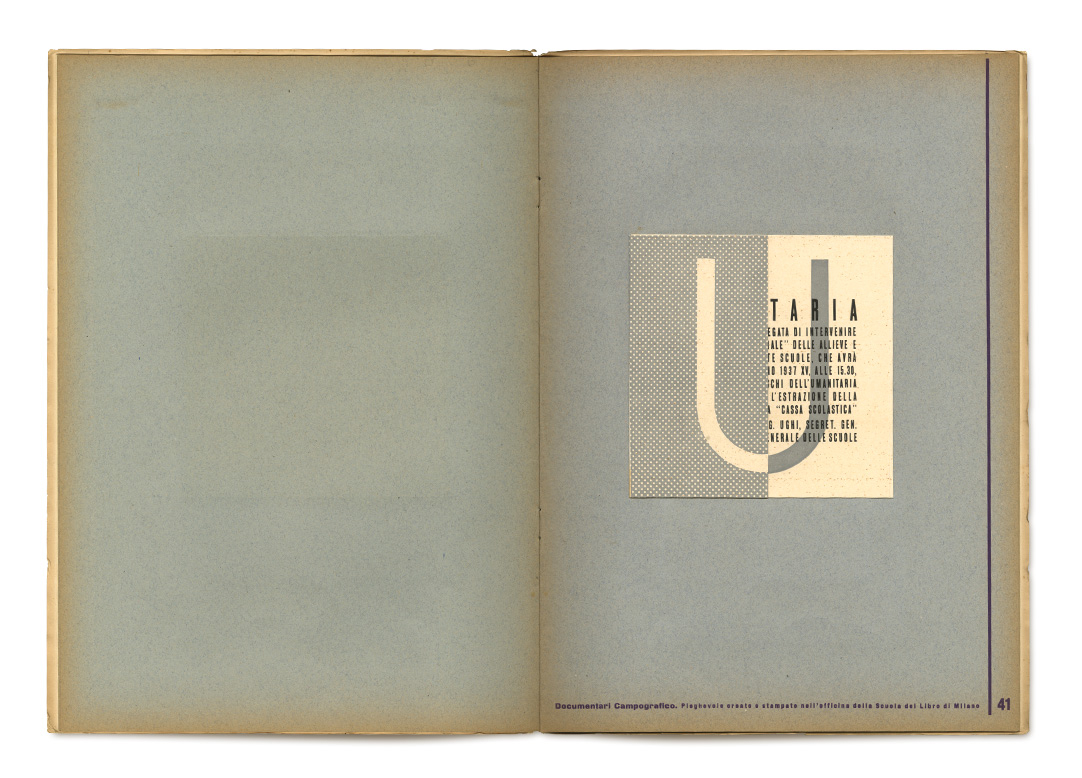 U
TARIA
EGATA DI INTERVENIRE
ALE" DELLE ALLIEVE E
TE SCUOLE, CHE AVRÀ
IO 1937 XV, ALLE 15.30,
CHI DELL'UMANITARIA
L'ESTRAZIONE DELLA
A "CASSA SCOLASTICA"
G. UGHI, SEGRET. GEN.
NERALE DELLE SCUOLE
Documentari Campografico. Pieghevole creato e stampato nell'officina della Scuola del Libro di Milano
41